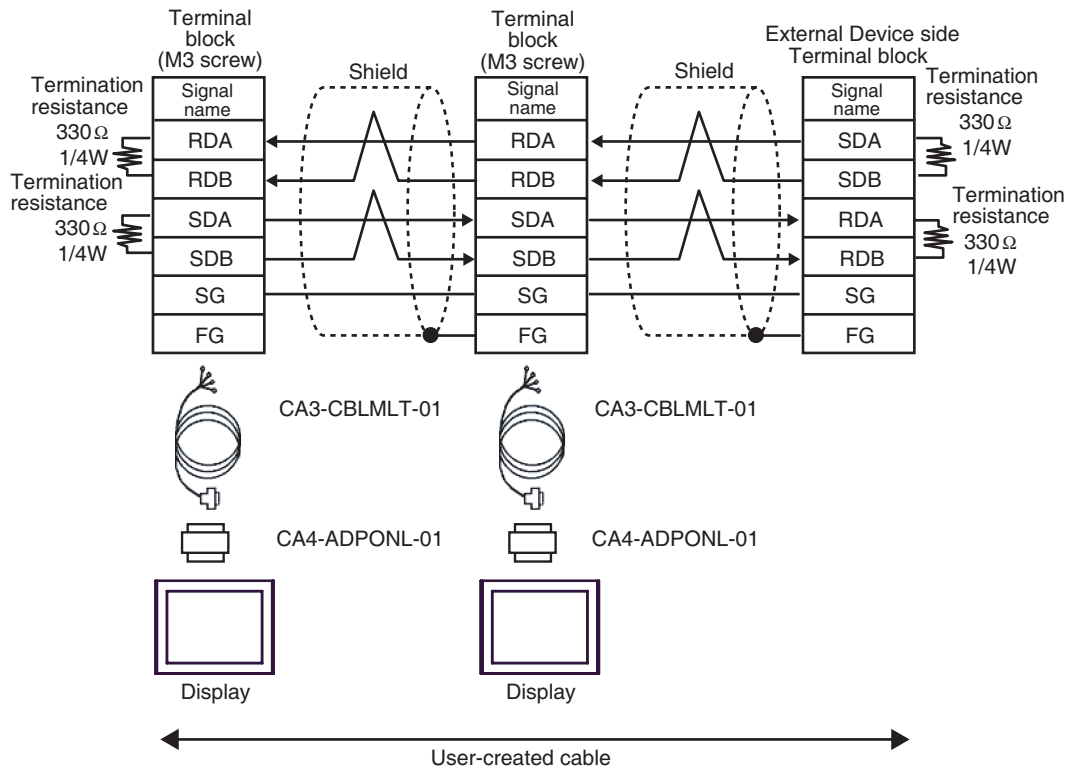 Terminal
block
(M3 screw)
Terminal
block
(M3 screw)
External Device side
Terminal block
Termination
resistance
330Ω
1/4W
Termination
resistance
330Ω
1/4W
Signal
name
RDA
RDB
SDA
SDB
SG
FG
Shield
Signal
name
RDA
RDB
SDA
SDB
SG
FG
Shield
Signal
name
SDA
SDB
RDA
RDB
SG
FG
Termination
resistance
330Ω
1/4W
Termination
resistance
330Ω
1/4W
CA3-CBLMLT-01
CA3-CBLMLT-01
CA4-ADPONL-01
CA4-ADPONL-01
Display
Display
User-created cable